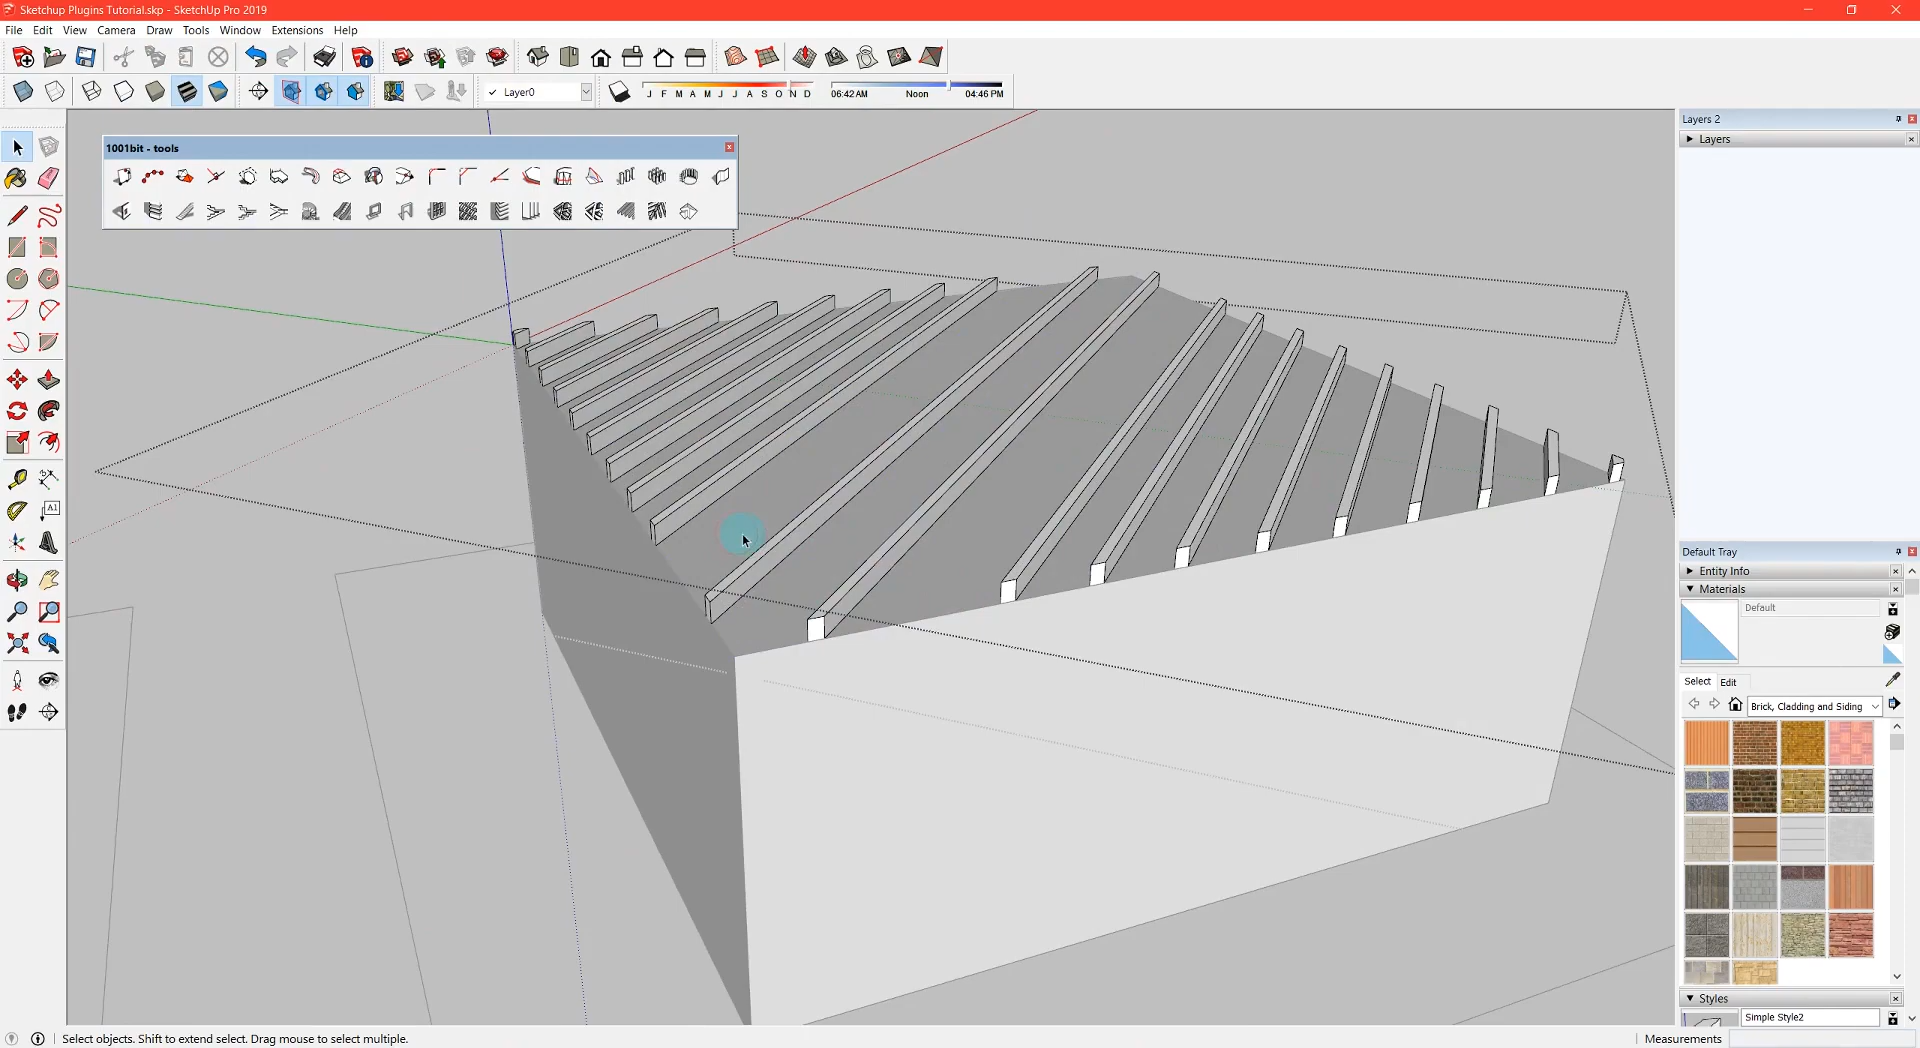 Sketchup Plugins Tutorial.skp - SketchUp Pro 2019
File Edit View Camera Draw Tools Window Extensions Help
Layer0
J F M A M J J A S O N D
06:42 AM Noon 04:46 PM
Layers 2
Layers
1001bit - tools
A1
Default Tray
Entity Info
Materials
Default
Select Edit
Brick, Cladding and Siding
Styles
Simple Style2
Select objects. Shift to extend select. Drag mouse to select multiple.
Measurements